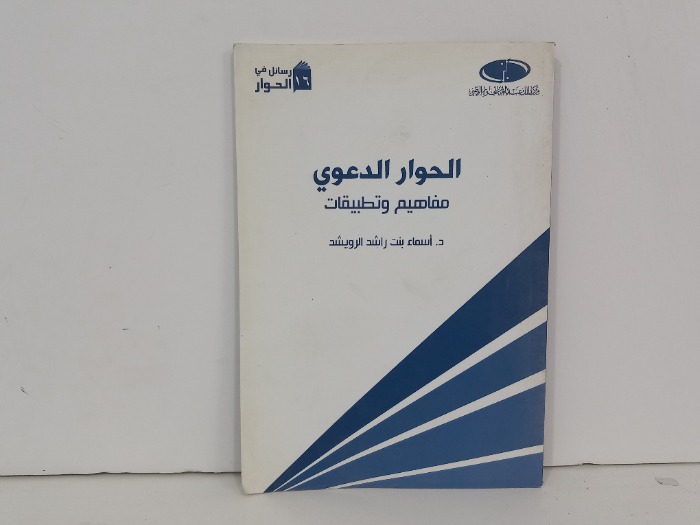 رسائل في
الحوار
١٦
الحوار الدعوي
مفاهيم وتطبيقات
د. أسماء بنت راشد الرويشد